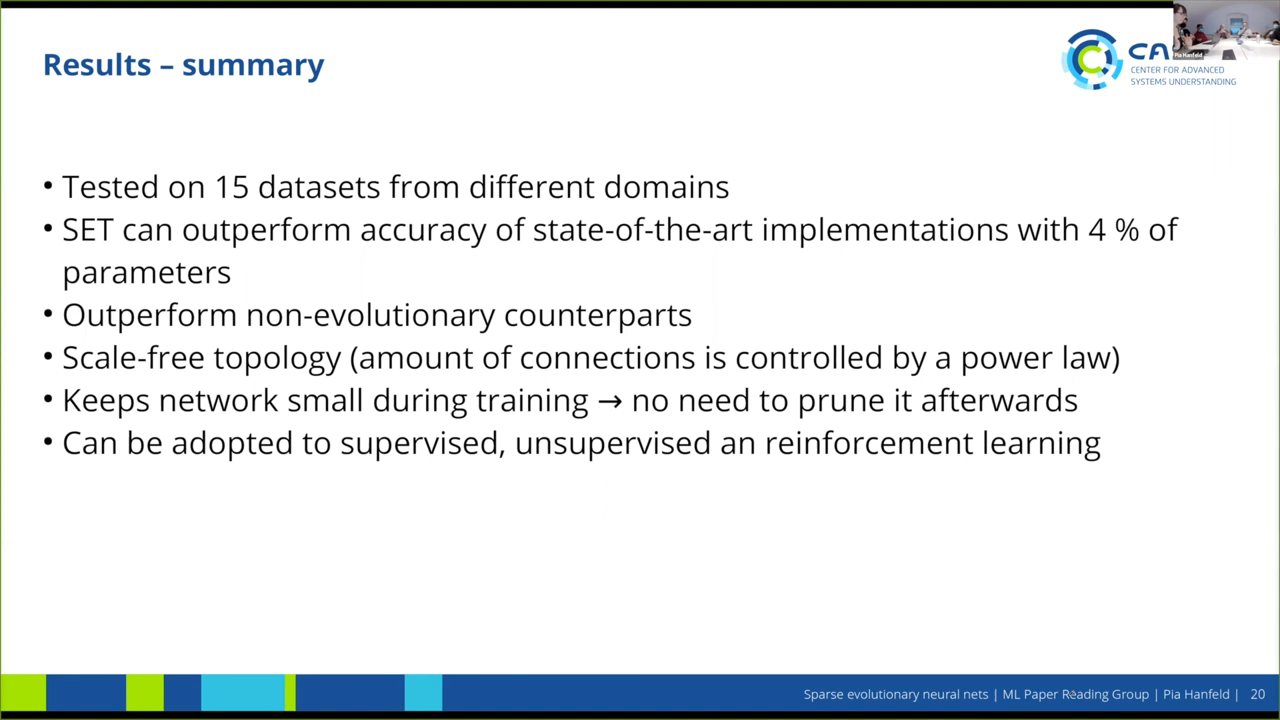 Results – summary
CA
CENTER FOR ADVANCED
SYSTEMS UNDERSTANDING
Pia Hanfeld
• Tested on 15 datasets from different domains
• SET can outperform accuracy of state-of-the-art implementations with 4 % of
parameters
• Outperform non-evolutionary counterparts
• Scale-free topology (amount of connections is controlled by a power law)
• Keeps network small during training → no need to prune it afterwards
• Can be adopted to supervised, unsupervised an reinforcement learning
Sparse evolutionary neural nets | ML Paper Reading Group | Pia Hanfeld | 20